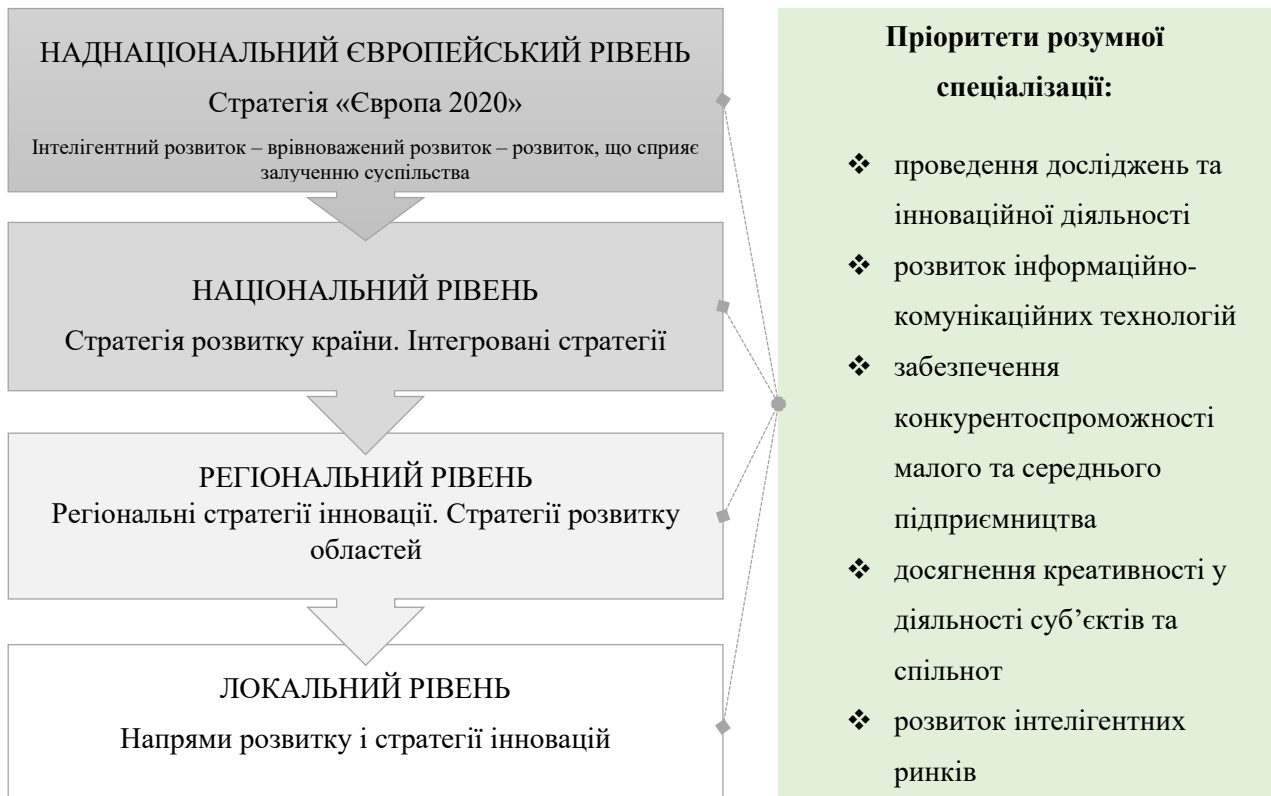 НАДНАЦІОНАЛЬНИЙ ЄВРОПЕЙСЬКИЙ РІВЕНЬ
Стратегія «Європа 2020»
Інтелігентний розвиток – врівноважений розвиток – розвиток, що сприяє
залученню суспільства
НАЦІОНАЛЬНИЙ РІВЕНЬ
Стратегія розвитку країни. Інтегровані стратегії
РЕГІОНАЛЬНИЙ РІВЕНЬ
Регіональні стратегії інновації. Стратегії розвитку
областей
ЛОКАЛЬНИЙ РІВЕНЬ
Напрями розвитку і стратегії інновацій
Пріоритети розумної
спеціалізації:
❖ проведення досліджень та
інноваційної діяльності
❖ розвиток інформаційно-
комунікаційних технологій
❖ забезпечення
конкурентоспроможності
малого та середнього
підприємництва
❖ досягнення креативності у
діяльності суб’єктів та
спільнот
❖ розвиток інтелігентних
ринків